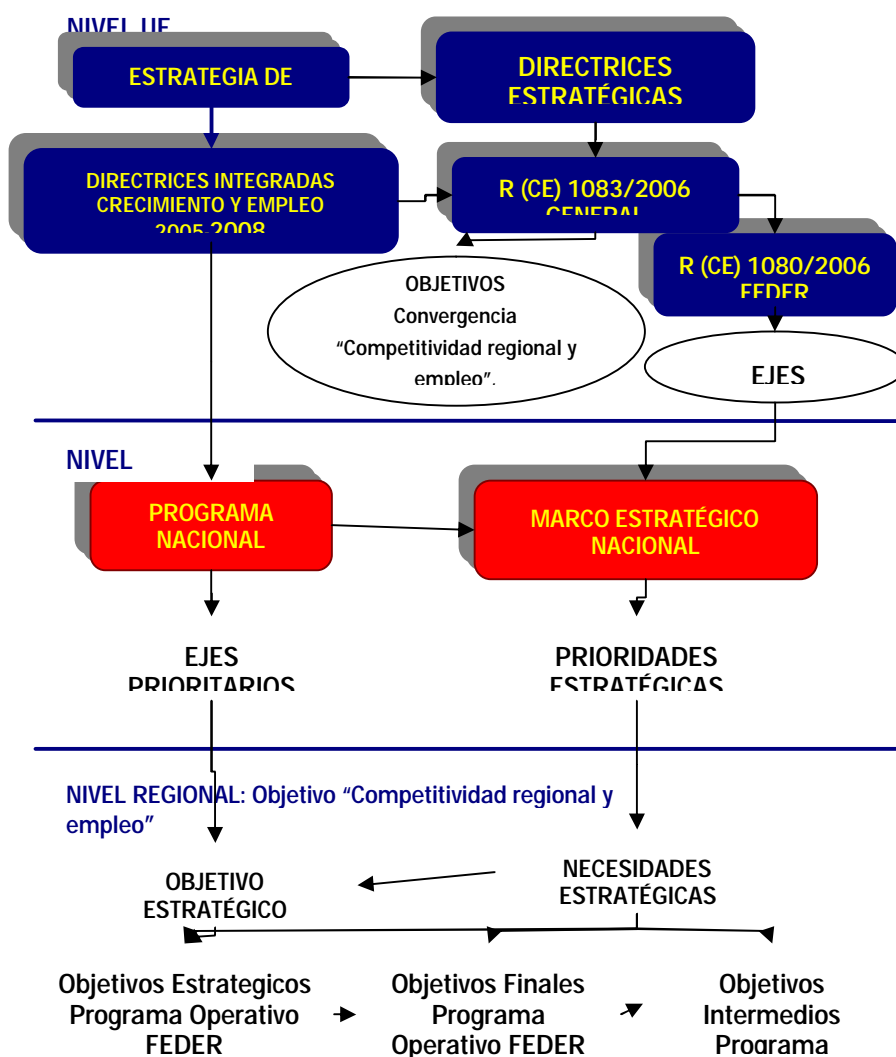 NIVEL UE
ESTRATEGIA DE
DIRECTRICES
ESTRATÉGICAS
DIRECTRICES INTEGRADAS
CRECIMIENTO Y EMPLEO
2005-2008
R (CE) 1083/2006
GENERAL
R (CE) 1080/2006
FEDER
OBJETIVOS
Convergencia
“Competitividad regional y
empleo”.
EJES
NIVEL
PROGRAMA
NACIONAL
MARCO ESTRATÉGICO
NACIONAL
EJES
PRIORITARIOS
PRIORIDADES
ESTRATÉGICAS
NIVEL REGIONAL: Objetivo “Competitividad regional y
empleo”
OBJETIVO
ESTRATÉGICO
NECESIDADES
ESTRATÉGICAS
Objetivos Estrategicos
Programa Operativo
FEDER
Objetivos Finales
Programa
Operativo FEDER
Objetivos
Intermedios
Programa